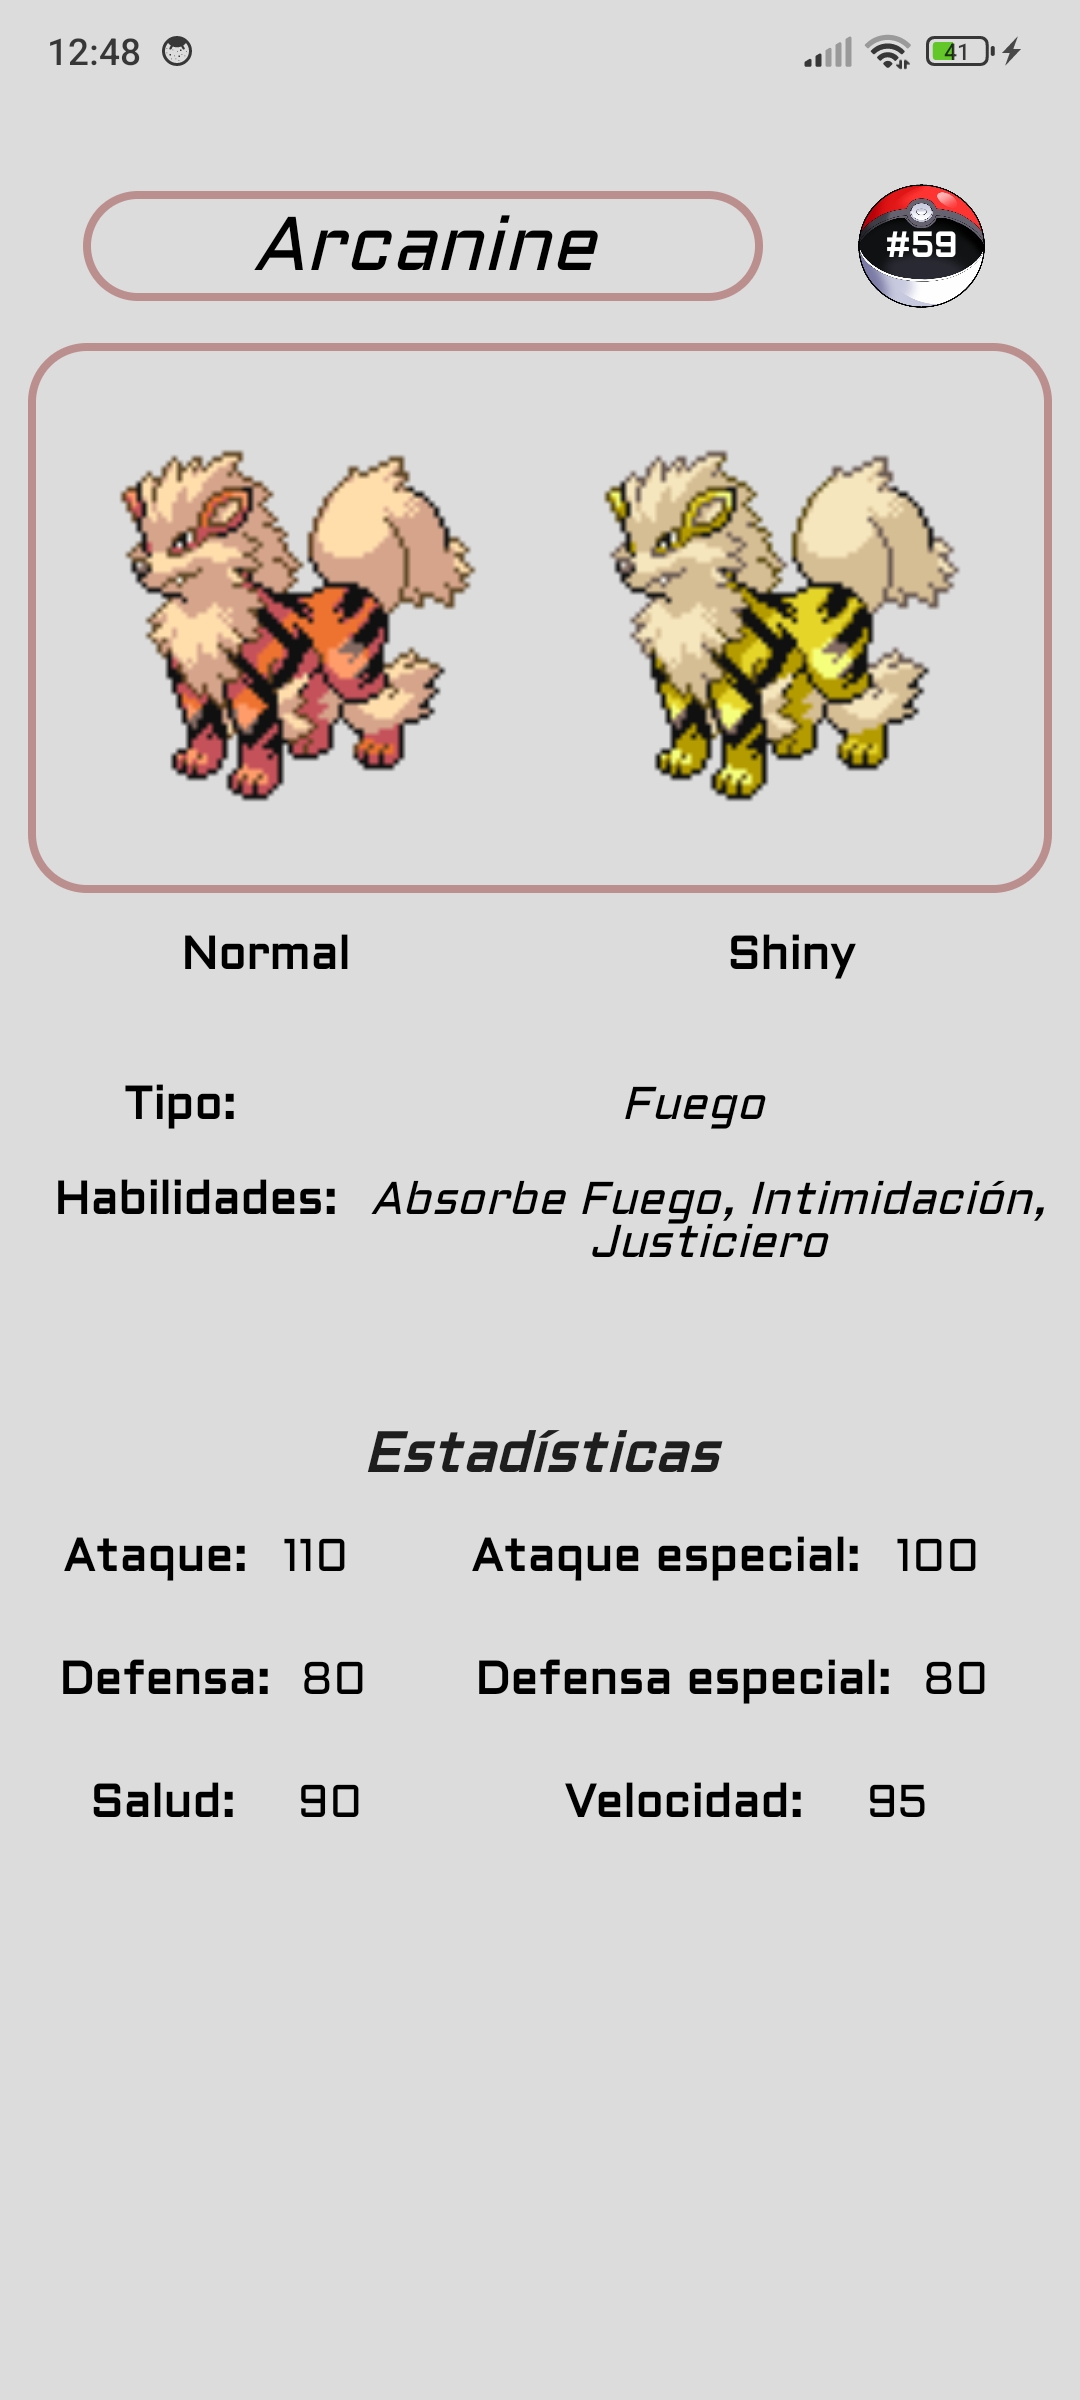 12:48
41
Arcanine
#59
Normal
Shiny
Tipo: Fuego
Habilidades: Absorbe Fuego, Intimidación,
Justiciero
Estadísticas
Ataque: 110 Ataque especial: 100
Defensa: 80 Defensa especial: 80
Salud: 90 Velocidad: 95